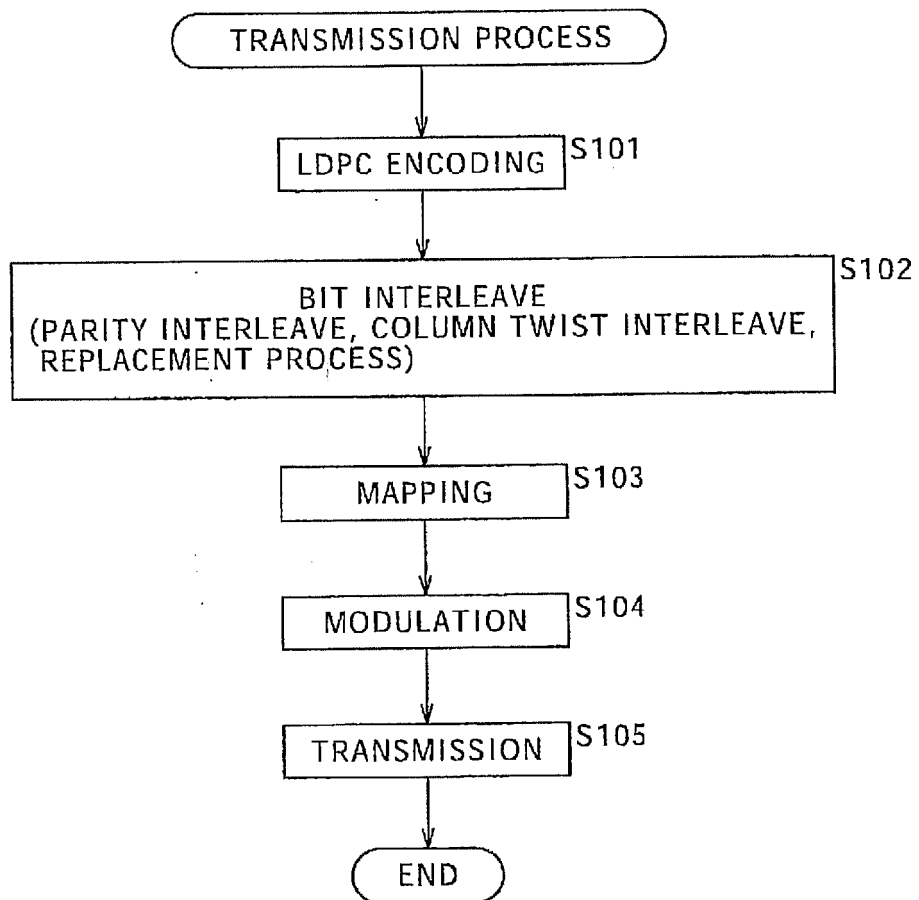 TRANSMISSION PROCESS
LDPC ENCODING
S101
S102
BIT INTERLEAVE
(PARITY INTERLEAVE, COLUMN TWIST INTERLEAVE,
REPLACEMENT PROCESS)
MAPPING
S103
MODULATION
S104
TRANSMISSION
S105
END